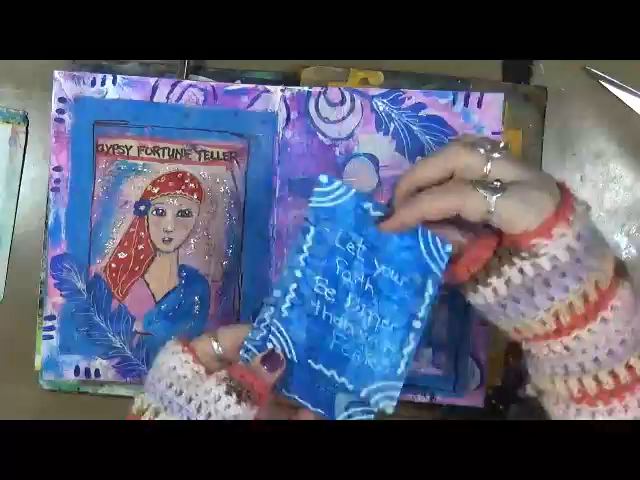 GYPSY FORTUNE TELLER
Let your
faith
Be Bigger
than your
Fear